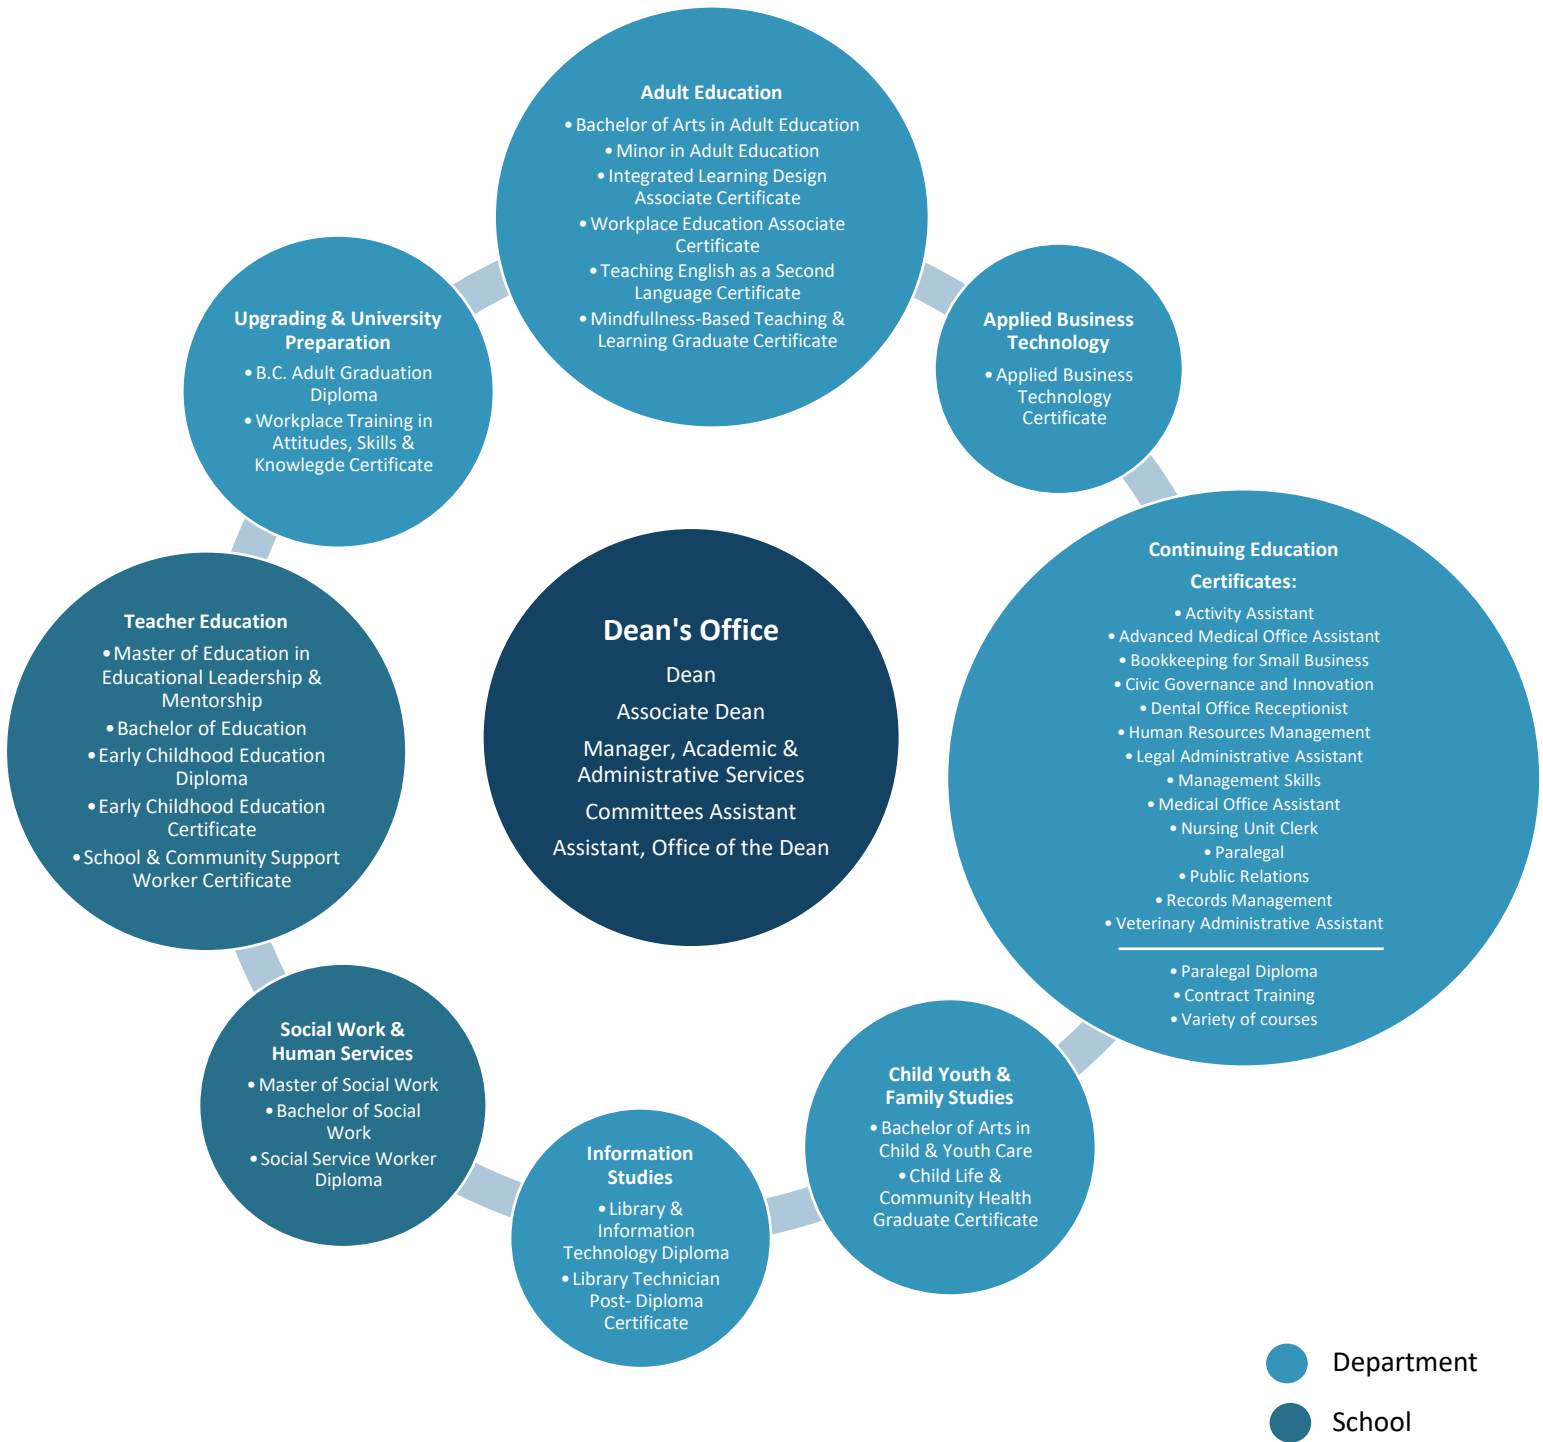 Adult Education
• Bachelor of Arts in Adult Education
• Minor in Adult Education
• Integrated Learning Design
Associate Certificate
• Workplace Education Associate
Certificate
• Teaching English as a Second
Language Certificate
• Mindfullness-Based Teaching &
Learning Graduate Certificate
Applied Business
Technology
• Applied Business
Technology
Certificate
Continuing Education
Certificates:
• Activity Assistant
• Advanced Medical Office Assistant
• Bookkeeping for Small Business
• Civic Governance and Innovation
• Dental Office Receptionist
• Human Resources Management
• Legal Administrative Assistant
• Management Skills
• Medical Office Assistant
• Nursing Unit Clerk
• Paralegal
• Public Relations
• Records Management
• Veterinary Administrative Assistant
• Paralegal Diploma
• Contract Training
• Variety of courses
Child Youth &
Family Studies
• Bachelor of Arts in
Child & Youth Care
• Child Life &
Community Health
Graduate Certificate
Information
Studies
• Library &
Information
Technology Diploma
• Library Technician
Post- Diploma
Certificate
Social Work &
Human Services
• Master of Social Work
• Bachelor of Social
Work
• Social Service Worker
Diploma
Teacher Education
• Master of Education in
Educational Leadership &
Mentorship
• Bachelor of Education
• Early Childhood Education
Diploma
• Early Childhood Education
Certificate
• School & Community Support
Worker Certificate
Upgrading & University
Preparation
• B.C. Adult Graduation
Diploma
• Workplace Training in
Attitudes, Skills &
Knowlegde Certificate
Dean's Office
Dean
Associate Dean
Manager, Academic &
Administrative Services
Committees Assistant
Assistant, Office of the Dean
Department
School